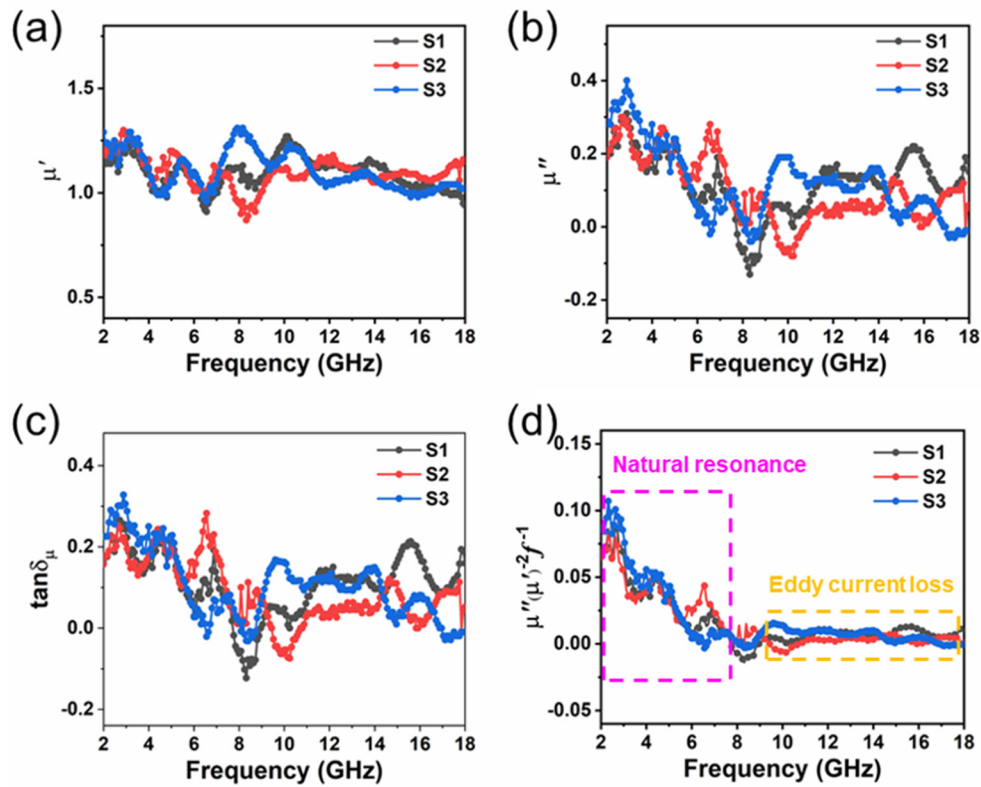 (a)
S1
S2
S3
1.5
1.0
0.5
μ′
2 4 6 8 10 12 14 16 18
Frequency (GHz)
(b)
S1
S2
S3
0.4
0.2
0.0
-0.2
μ″
2 4 6 8 10 12 14 16 18
Frequency (GHz)
(c)
S1
S2
S3
0.4
0.2
0.0
-0.2
tanδμ
2 4 6 8 10 12 14 16 18
Frequency (GHz)
(d)
S1
S2
S3
Natural resonance
Eddy current loss
0.15
0.10
0.05
0.00
-0.05
μ″(μ′)⁻²f⁻¹
2 4 6 8 10 12 14 16 18
Frequency (GHz)